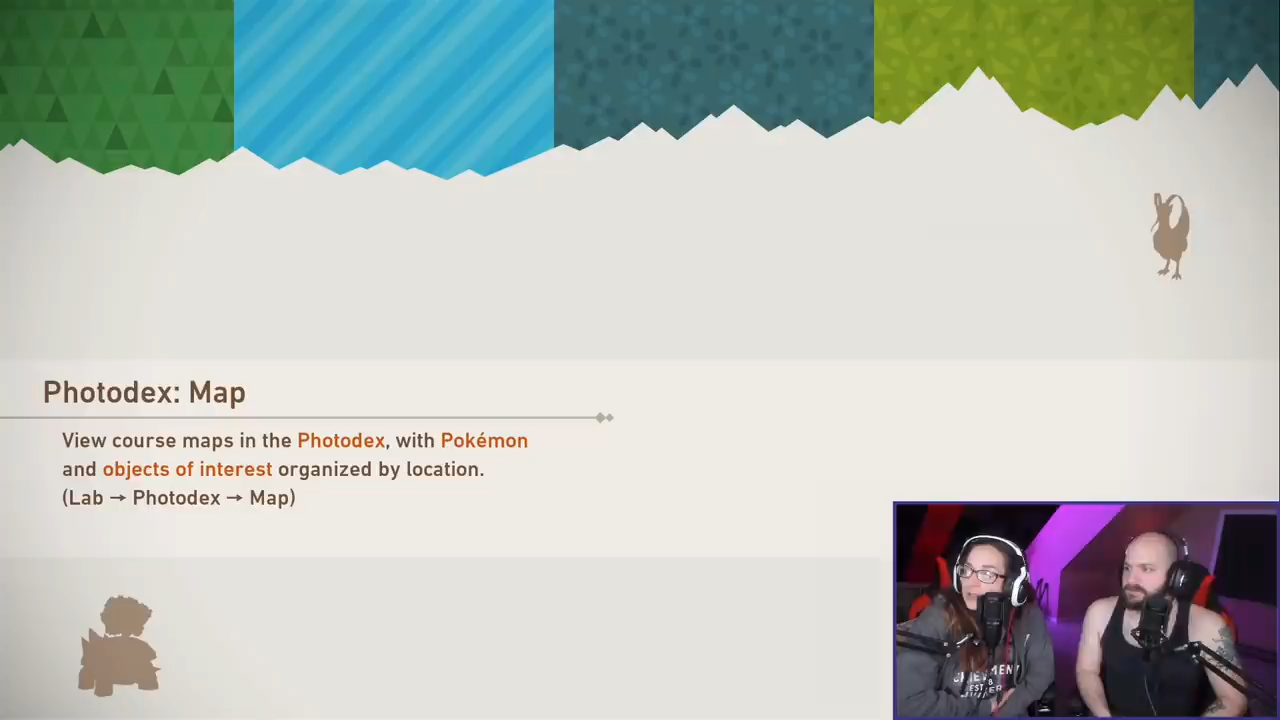 Photodex: Map
View course maps in the Photodex, with Pokémon
and objects of interest organized by location.
(Lab → Photodex → Map)